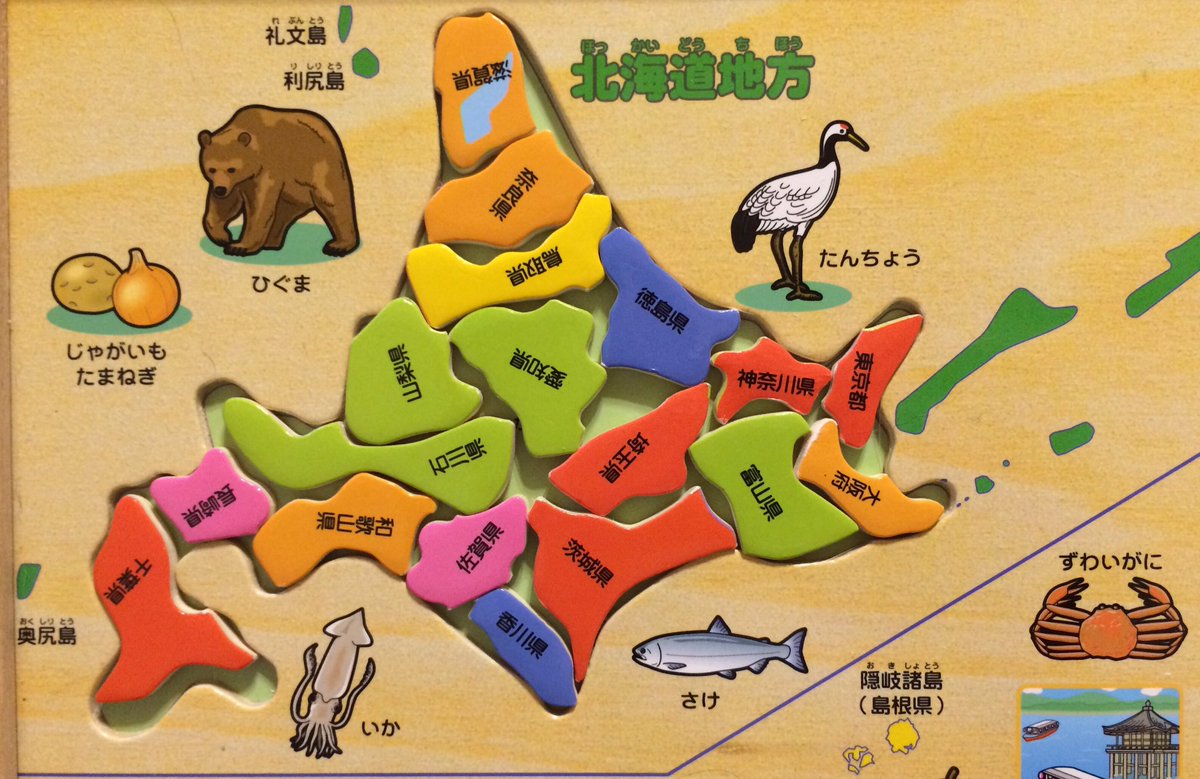 れ ぶん とう
礼文島
り しり とう
利尻島
ほっ かい どう ち ほう
北海道地方
滋賀県
奈良県
鳥取県
徳島県
たんちょう
ひぐま
じゃがいも
たまねぎ
山梨県
愛知県
神奈川県
東京都
石川県
埼玉県
富山県
大阪府
長崎県
和歌山県
佐賀県
茨城県
千葉県
香川県
おく しり とう
奥尻島
いか
さけ
ずわいがに
お き しょ とう
隠岐諸島
(島根県)